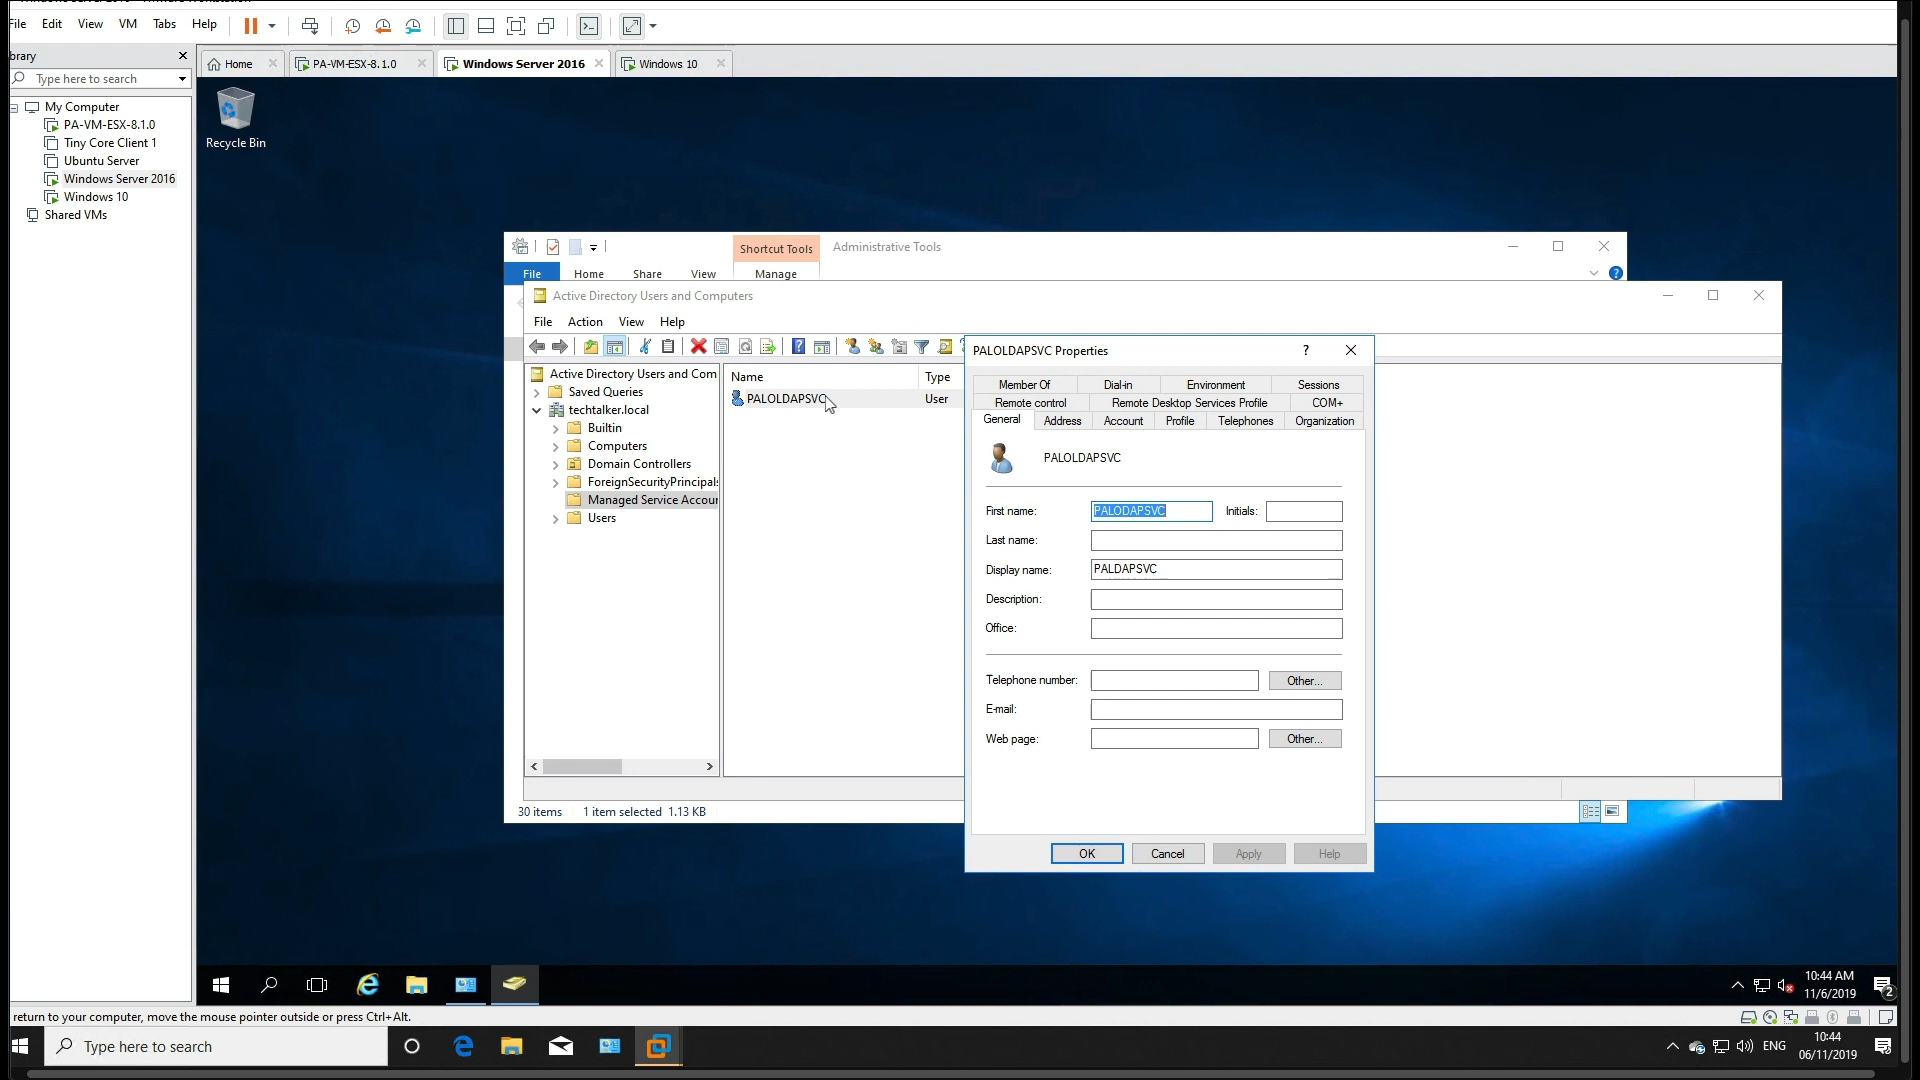 File Edit View VM Tabs Help
brary
Type here to search
Home PA-VM-ESX-8.1.0 Windows Server 2016 Windows 10
My Computer
PA-VM-ESX-8.1.0
Tiny Core Client 1
Ubuntu Server
Windows Server 2016
Windows 10
Shared VMs
Recycle Bin
Shortcut Tools Administrative Tools
File Home Share View Manage
Active Directory Users and Computers
File Action View Help
Active Directory Users and Com
Saved Queries
techtalker.local
Builtin
Computers
Domain Controllers
ForeignSecurityPrincipals
Managed Service Accour
Users
Name Type
PALOLDAPSVC User
PALOLDAPSVC Properties
Member Of Dial-in Environment Sessions
Remote control Remote Desktop Services Profile COM+
General Address Account Profile Telephones Organization
PALOLDAPSVC
First name: PALODAPSVC Initials:
Last name:
Display name: PALDAPSVC
Description:
Office:
Telephone number: Other...
E-mail:
Web page: Other...
OK Cancel Apply Help
30 items 1 item selected 1.13 KB
10:44 AM
11/6/2019
2
return to your computer, move the mouse pointer outside or press Ctrl+Alt.
Type here to search
ENG
10:44
06/11/2019